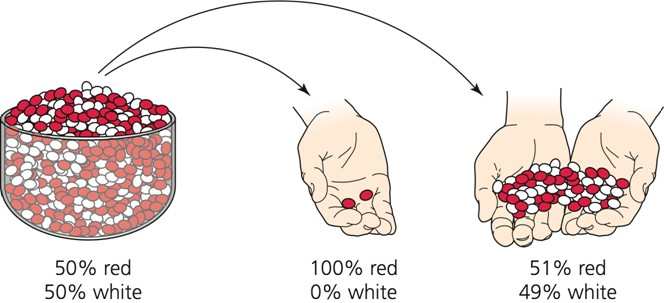 50% red
50% white
100% red
0% white
51% red
49% white